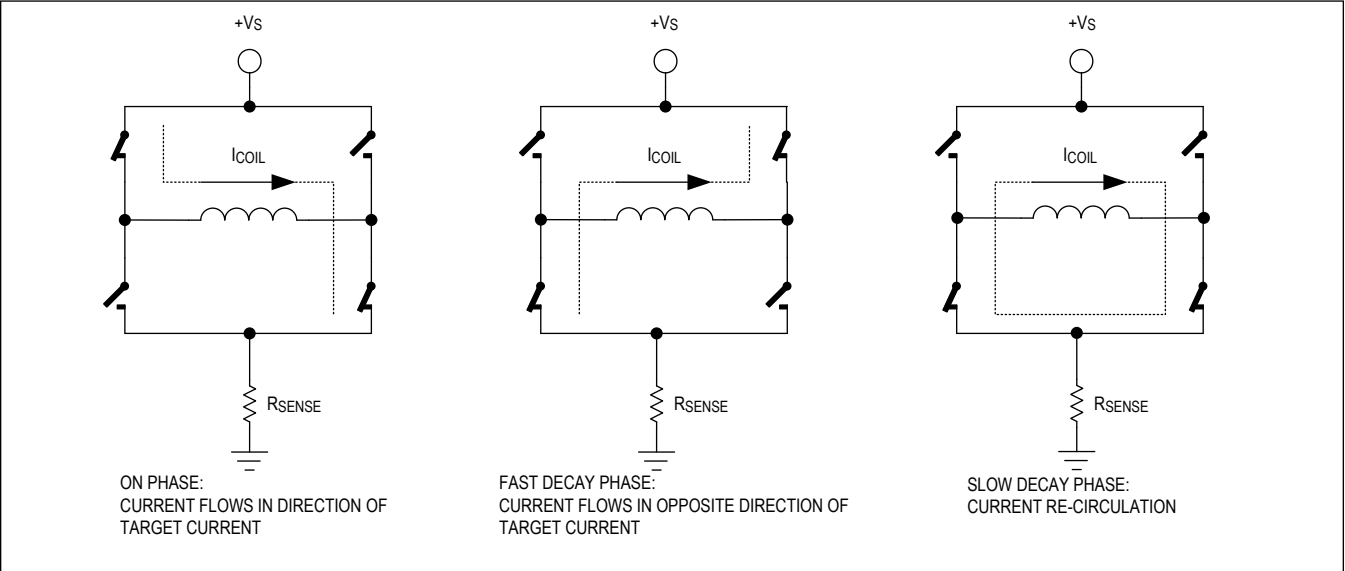 +VS
ICOIL
RSENSE
ON PHASE:
CURRENT FLOWS IN DIRECTION OF
TARGET CURRENT
+VS
ICOIL
RSENSE
FAST DECAY PHASE:
CURRENT FLOWS IN OPPOSITE DIRECTION OF
TARGET CURRENT
+VS
ICOIL
RSENSE
SLOW DECAY PHASE:
CURRENT RE-CIRCULATION